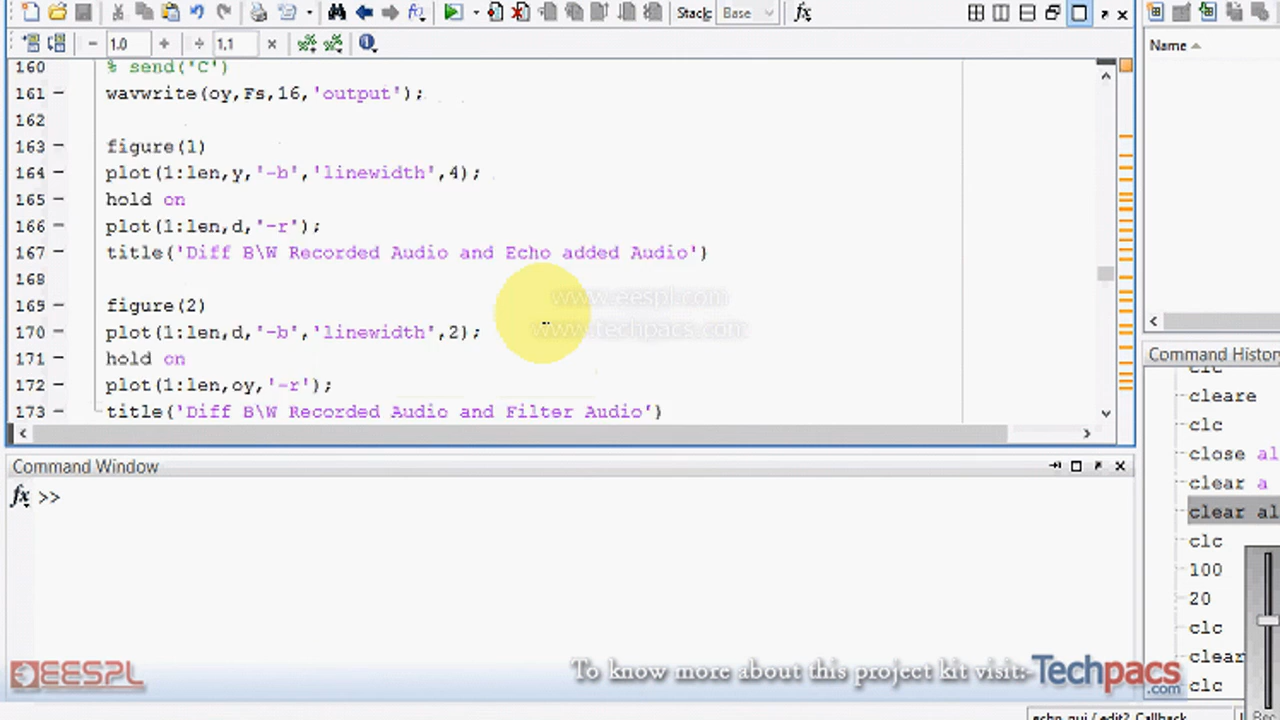 Stack: Base fx
1.0 + ÷ 1.1 ×
Name
160 % send('C')
161 – wavwrite(oy,Fs,16,'output');
162
163 – figure(1)
164 – plot(1:len,y,'-b','linewidth',4);
165 – hold on
166 – plot(1:len,d,'-r');
167 – title('Diff B\W Recorded Audio and Echo added Audio')
168
169 – figure(2)
170 – plot(1:len,d,'-b','linewidth',2);
171 – hold on
172 – plot(1:len,oy,'-r');
173 – title('Diff B\W Recorded Audio and Filter Audio')
www.eespl.com
www.techpacs.com
Command History
clc
cleare
clc
close al
clear a
clear al
clc
100
20
clc
clear
clc
Command Window
fx >>
EESPL
To know more about this project kit visit:- Techpacs
.com
echo_gui / edit2_Callback